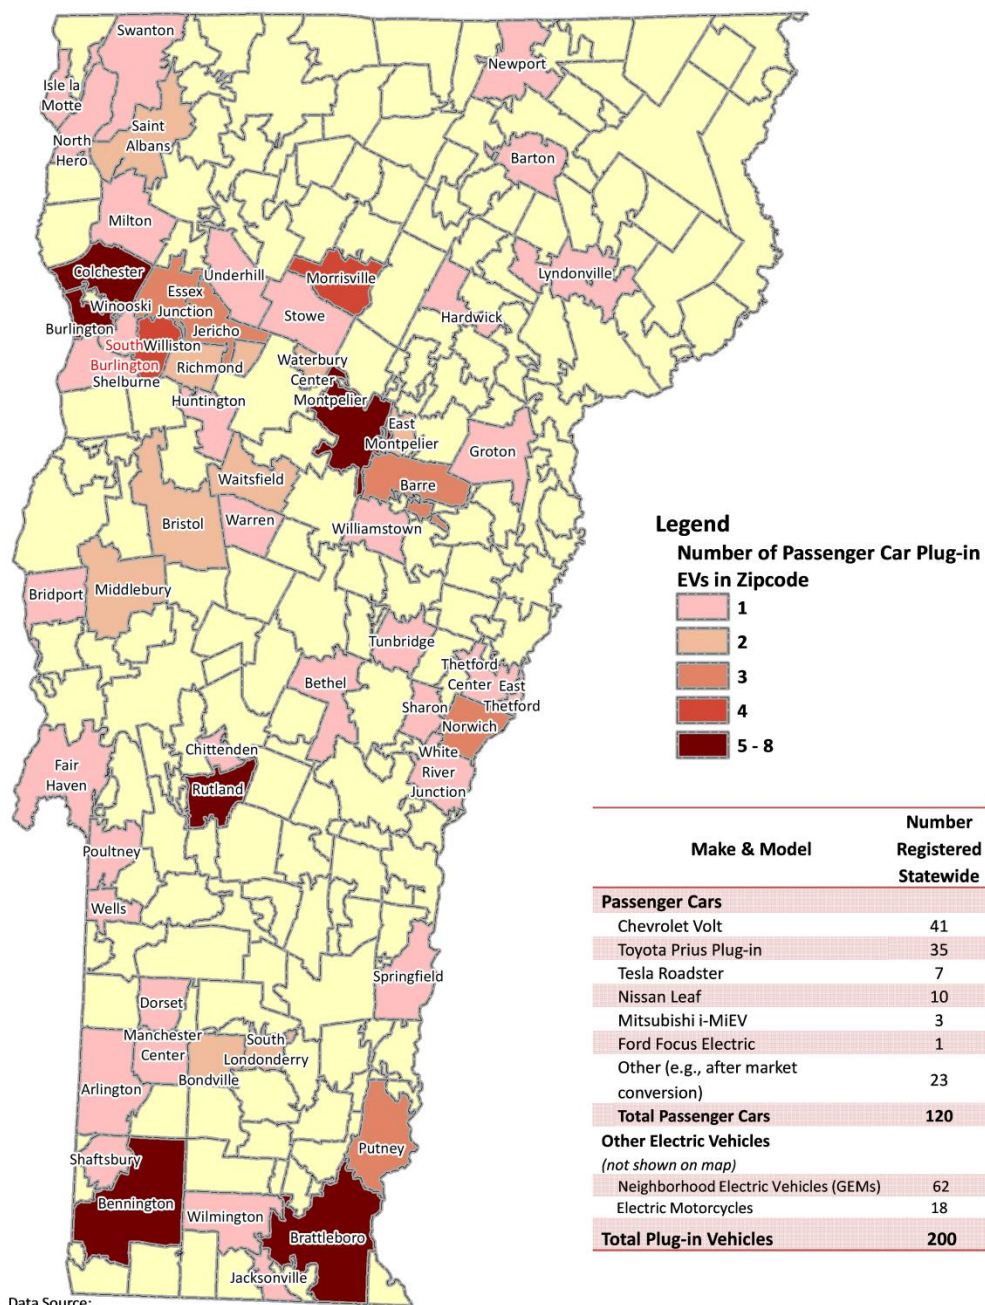 Swanton
Newport
Isle la
Motte
Saint
Albans
North
Hero
Barton
Milton
Colchester
Underhill
Morrisville
Lyndonville
Essex
Junction
Winooski
Stowe
Hardwick
Burlington
Jericho
South
Burlington
Williston
Waterbury
Center
Richmond
Shelburne
Huntington
Montpelier
East
Montpelier
Groton
Waitsfield
Barre
Bristol
Warren
Williamstown
Bridport
Middlebury
Tunbridge
Thetford
Center
East
Thetford
Bethel
Sharon
Norwich
White
River
Junction
Chittenden
Fair
Haven
Rutland
Poultney
Wells
Springfield
Dorset
Manchester
Center
South
Londonderry
Bondville
Arlington
Putney
Shaftsbury
Bennington
Wilmington
Brattleboro
Jacksonville
Legend
Number of Passenger Car Plug-in
EVs in Zipcode
1
2
3
4
5 - 8
Make & Model Number Registered Statewide
Passenger Cars
Chevrolet Volt 41
Toyota Prius Plug-in 35
Tesla Roadster 7
Nissan Leaf 10
Mitsubishi i-MiEV 3
Ford Focus Electric 1
Other (e.g., after market
conversion) 23
Total Passenger Cars 120
Other Electric Vehicles
(not shown on map)
Neighborhood Electric Vehicles (GEMs) 62
Electric Motorcycles 18
Total Plug-in Vehicles 200
Data Source: